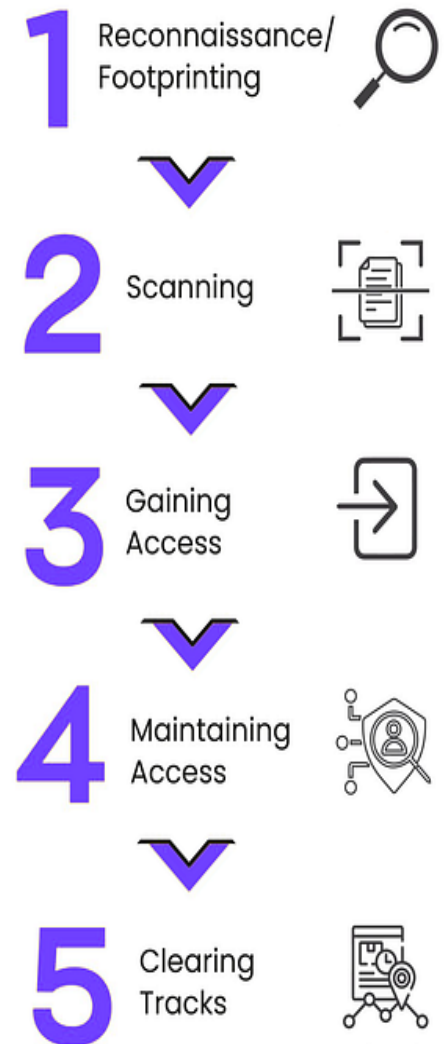 1
Reconnaissance/
Footprinting
2
Scanning
3
Gaining
Access
4
Maintaining
Access
5
Clearing
Tracks